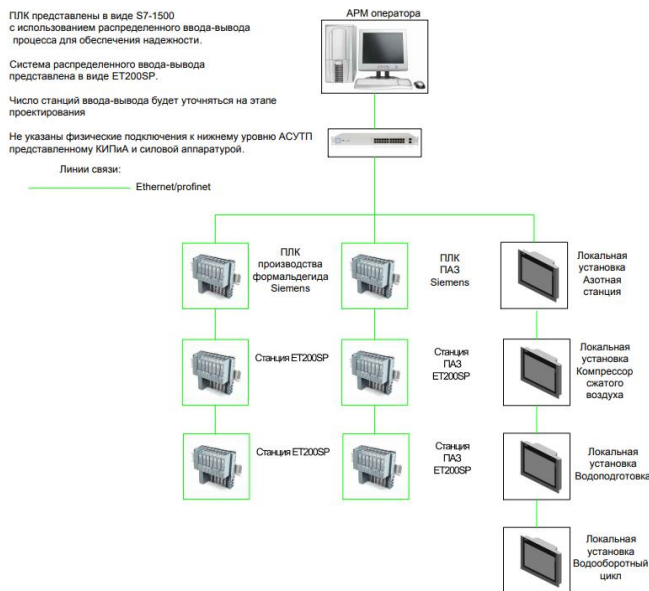 ПЛК представлены в виде S7-1500
с использованием распределенного ввода-вывода
процесса для обеспечения надежности.
Система распределенного ввода-вывода
представлена в виде ET200SP.
Число станций ввода-вывода будет уточняться на этапе
проектирования
Не указаны физические подключения к нижнему уровню АСУТП
представленному КИПиА и силовой аппаратурой.
Линии связи:
Ethernet/profinet
АРМ оператора
ПЛК
производства
формальдегида
Siemens
ПЛК
ПАЗ
Siemens
Локальная
установка
Азотная
станция
Станция ET200SP
Станция
ПАЗ
ET200SP
Локальная
установка
Компрессор
сжатого
воздуха
Станция ET200SP
Станция
ПАЗ
ET200SP
Локальная
установка
Водоподготовка
Локальная
установка
Водооборотный
цикл